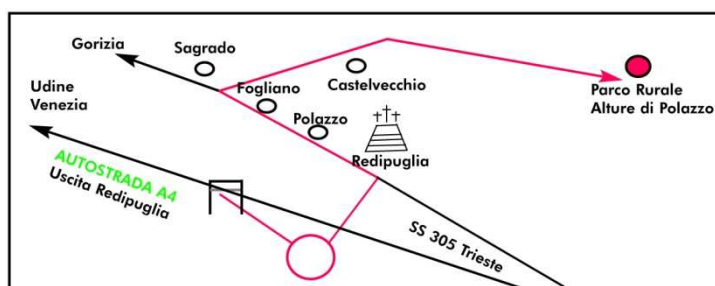 Gorizia
Sagrado
Udine
Venezia
Fogliano
Castelvecchio
Parco Rurale
Alture di Polazzo
Polazzo
Redipuglia
AUTOSTRADA A4
Uscita Redipuglia
SS 305 Trieste